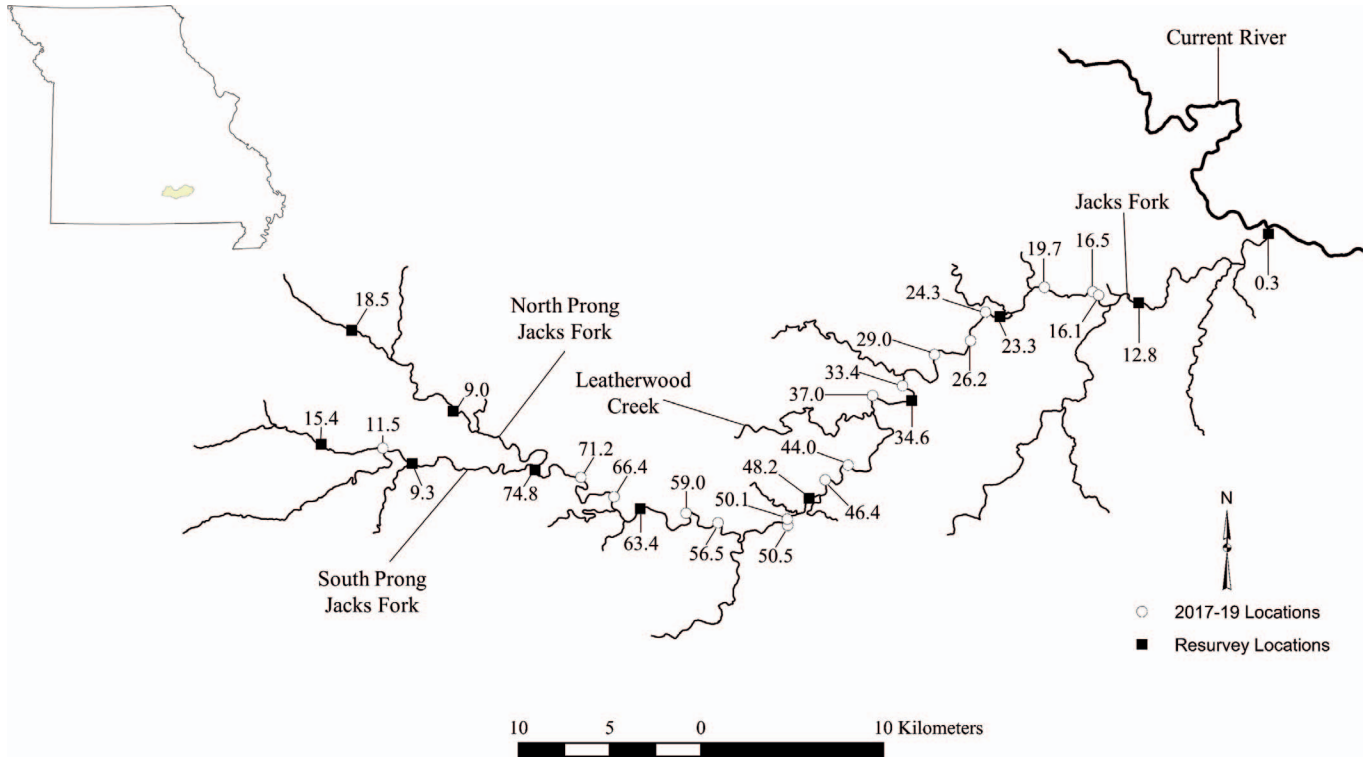 Current River
Jacks Fork
19.7
16.5
0.3
24.3
18.5
North Prong
Jacks Fork
16.1
23.3
12.8
29.0
26.2
33.4
Leatherwood
Creek
37.0
9.0
34.6
15.4
11.5
71.2
44.0
66.4
48.2
9.3
74.8
59.0
50.1
46.4
63.4
56.5
50.5
South Prong
Jacks Fork
N
2017-19 Locations
Resurvey Locations
10 5 0 10 Kilometers